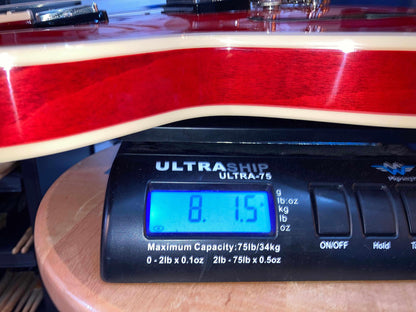 ULTRASHIP
ULTRA-75
8. 1.5
g
lb:oz
kg
lb
oz
Maximum Capacity:75lb/34kg
0 - 2lb x 0.1oz 2lb - 75lb x 0.5oz
ON/OFF
Hold